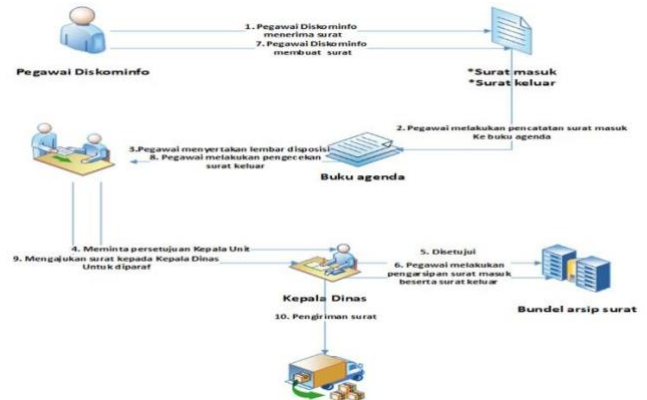 1. Pegawai Diskominfo
menerima surat
7. Pegawai Diskominfo
membuat surat
Pegawai Diskominfo
*Surat masuk
*Surat keluar
2. Pegawai melakukan pencatatan surat masuk
Ke buku agenda
3.Pegawai menyertakan lembar disposisi
8. Pegawai melakukan pengecekan
surat keluar
Buku agenda
4. Meminta persetujuan Kepala Unit
9. Mengajukan surat kepada Kepala Dinas
Untuk diparaf
5. Disetujui
6. Pegawai melakukan
pengarsipan surat masuk
beserta surat keluar
Kepala Dinas
Bundel arsip surat
10. Pengiriman surat